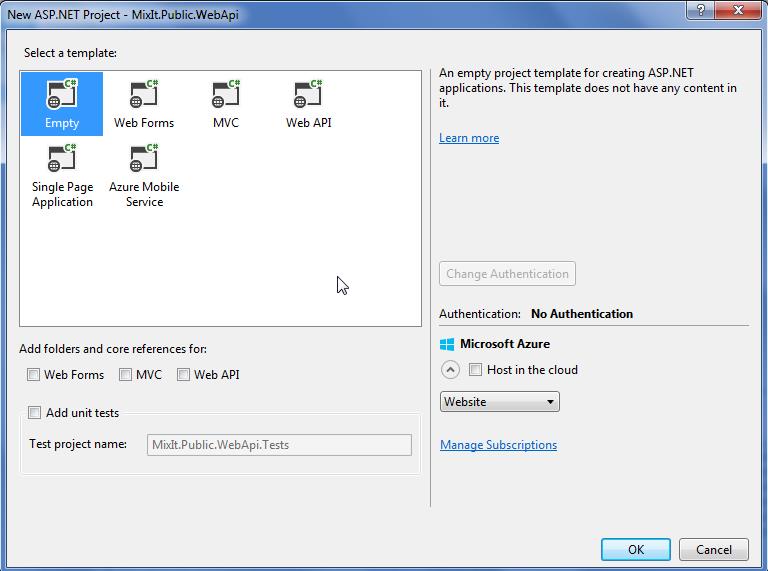 New ASP.NET Project - MixIt.Public.WebApi
Select a template:
C# C# C# C#
Empty Web Forms MVC Web API
C# C#
Single Page Azure Mobile
Application Service
An empty project template for creating ASP.NET
applications. This template does not have any content in
it.
Learn more
Change Authentication
Authentication: No Authentication
Add folders and core references for:
Web Forms MVC Web API
Add unit tests
Test project name: MixIt.Public.WebApi.Tests
Microsoft Azure
Host in the cloud
Website
Manage Subscriptions
OK Cancel